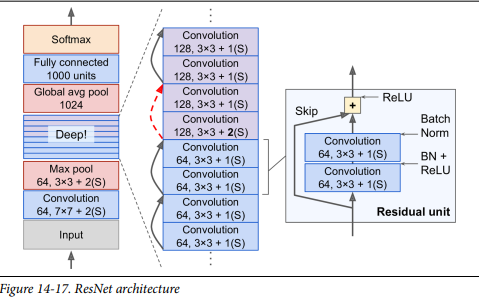 Softmax
Fully connected
1000 units
Global avg pool
1024
Deep!
Max pool
64, 3×3 + 2(S)
Convolution
64, 7×7 + 2(S)
Input
Convolution
128, 3×3 + 1(S)
Convolution
128, 3×3 + 1(S)
Convolution
128, 3×3 + 1(S)
Convolution
128, 3×3 + 2(S)
Convolution
64, 3×3 + 1(S)
Convolution
64, 3×3 + 1(S)
Convolution
64, 3×3 + 1(S)
Convolution
64, 3×3 + 1(S)
ReLU
+
Skip
Batch
Norm
Convolution
64, 3×3 + 1(S)
BN +
ReLU
Convolution
64, 3×3 + 1(S)
Residual unit
Figure 14-17. ResNet architecture